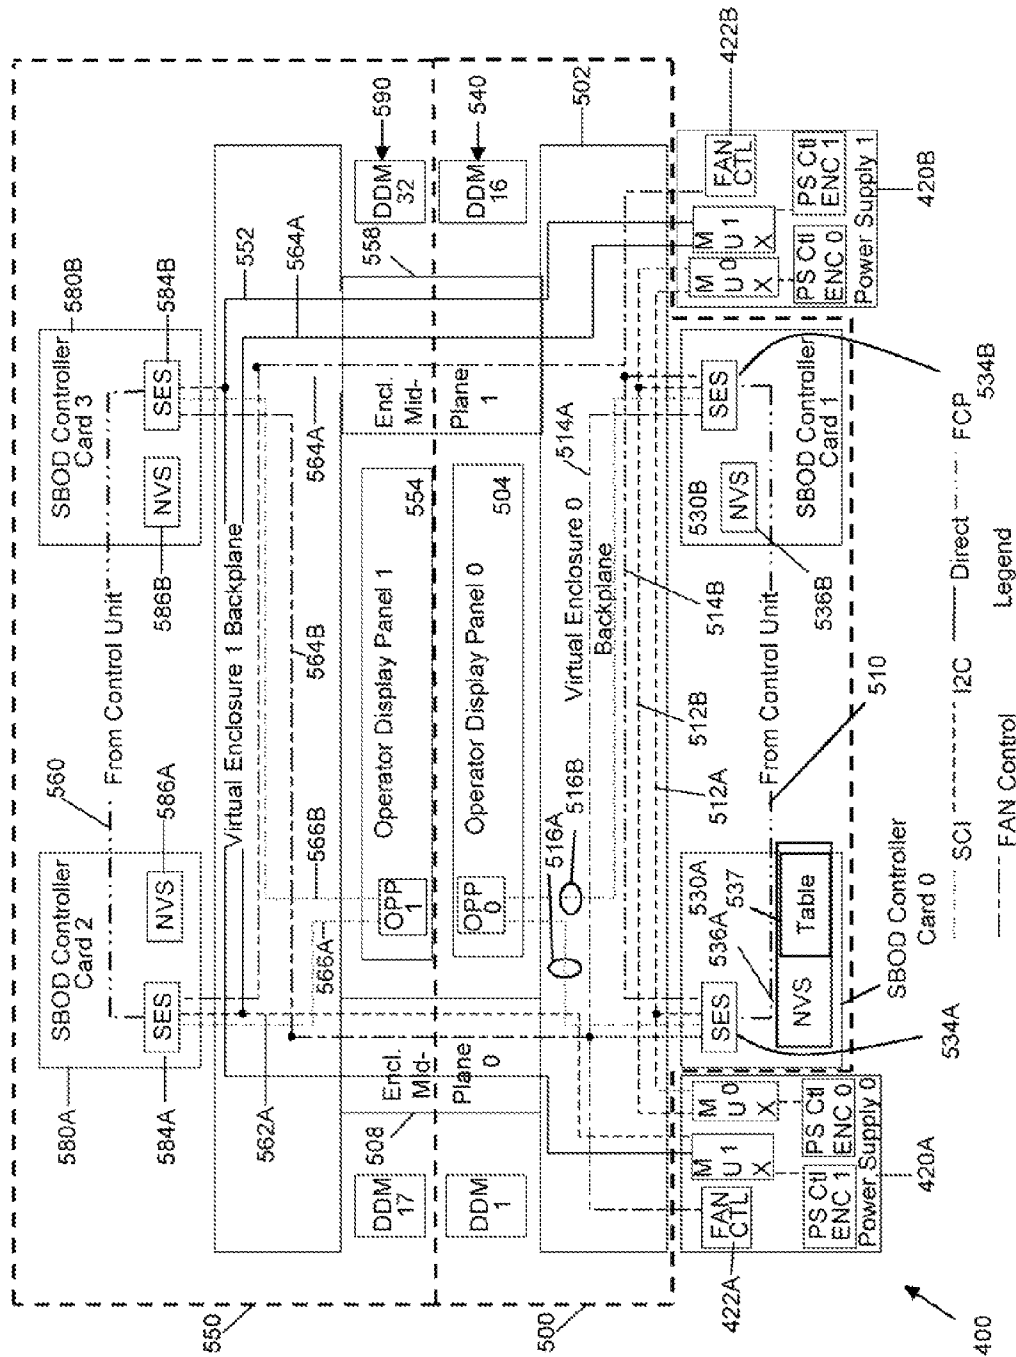 580A
584A
560
586A
586B
580B
584B
552
564A
SBOD Controller
Card 2
SES
NVS
From Control Unit
SBOD Controller
Card 3
NVS
SES
550
562A
Virtual Enclosure 1 Backplane
564B
564A
508
566A
566B
558
DDM
17
Encl.
Mid-
Plane
0
OPP
1
Operator Display Panel 1
554
Encl.
Mid-
Plane
1
DDM
32
590
DDM
1
OPP
0
Operator Display Panel 0
504
DDM
16
540
500
516A
516B
Virtual Enclosure 0
Backplane
514A
502
512A
512B
514B
422A
FAN
CTL
M
U 1
X
M
U 0
X
PS Ctl
ENC 1
PS Ctl
ENC 0
Power Supply 0
420A
SES
534A
536A
530A
537
NVS
Table
SBOD Controller
Card 0
From Control Unit
510
530B
NVS
536B
SES
SBOD Controller
Card 1
534B
M
U 0
X
M
U 1
X
FAN
CTL
422B
PS Ctl
ENC 0
PS Ctl
ENC 1
Power Supply 1
420B
SCI
I2C
Direct
FCP
FAN Control
Legend
400